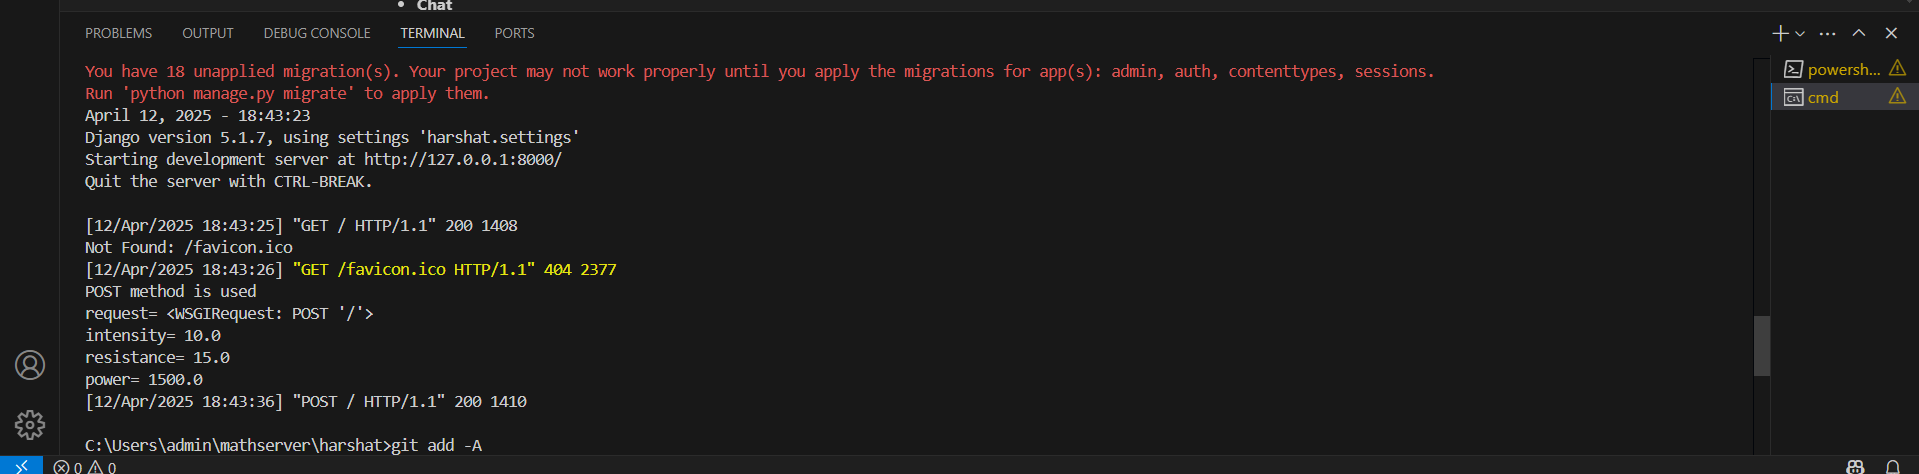 Chat
PROBLEMS OUTPUT DEBUG CONSOLE TERMINAL PORTS
You have 18 unapplied migration(s). Your project may not work properly until you apply the migrations for app(s): admin, auth, contenttypes, sessions.
Run 'python manage.py migrate' to apply them.
April 12, 2025 - 18:43:23
Django version 5.1.7, using settings 'harshat.settings'
Starting development server at http://127.0.0.1:8000/
Quit the server with CTRL-BREAK.
[12/Apr/2025 18:43:25] "GET / HTTP/1.1" 200 1408
Not Found: /favicon.ico
[12/Apr/2025 18:43:26] "GET /favicon.ico HTTP/1.1" 404 2377
POST method is used
request= <WSGIRequest: POST '/'>
intensity= 10.0
resistance= 15.0
power= 1500.0
[12/Apr/2025 18:43:36] "POST / HTTP/1.1" 200 1410
C:\Users\admin\mathserver\harshat>git add -A
powersh...
cmd
0 0